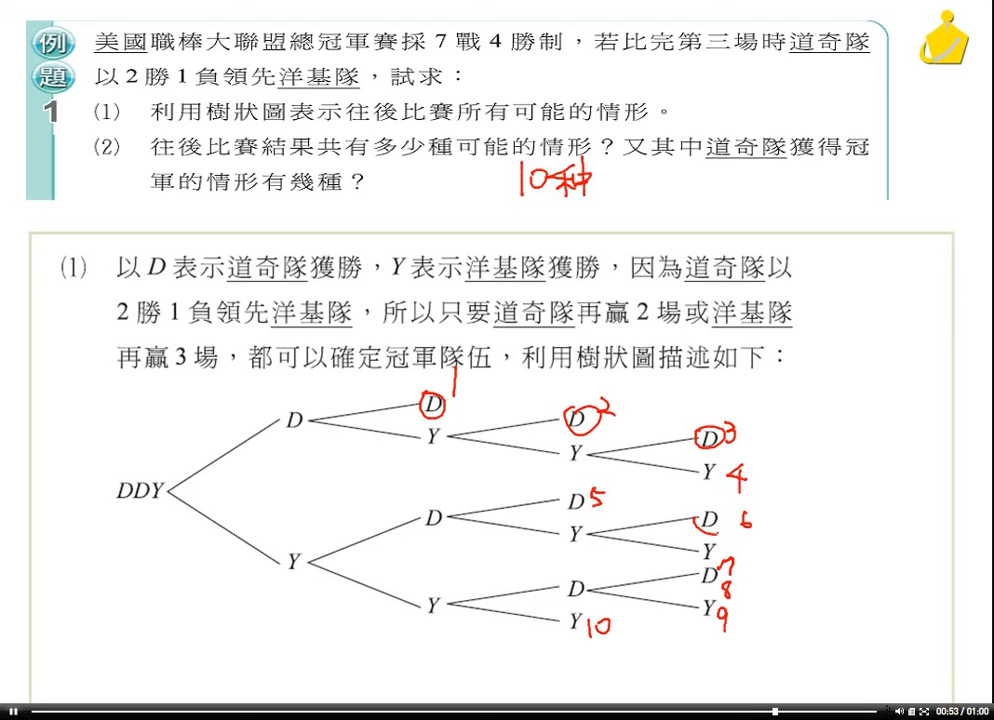 例題1 美國職棒大聯盟總冠軍賽採 7 戰 4 勝制，若比完第三場時道奇隊
以 2 勝 1 負領先洋基隊，試求：
(1) 利用樹狀圖表示往後比賽所有可能的情形。
(2) 往後比賽結果共有多少種可能的情形？又其中道奇隊獲得冠
軍的情形有幾種？
10种
(1) 以 D 表示道奇隊獲勝，Y 表示洋基隊獲勝，因為道奇隊以
2 勝 1 負領先洋基隊，所以只要道奇隊再贏 2 場或洋基隊
再贏 3 場，都可以確定冠軍隊伍，利用樹狀圖描述如下：
D 1
D 2
D
Y
D 3
Y
Y 4
DDY
D 5
D
D 6
Y
Y 7
Y
D 8
D
Y
Y 9
Y 10
00:53 / 01:00